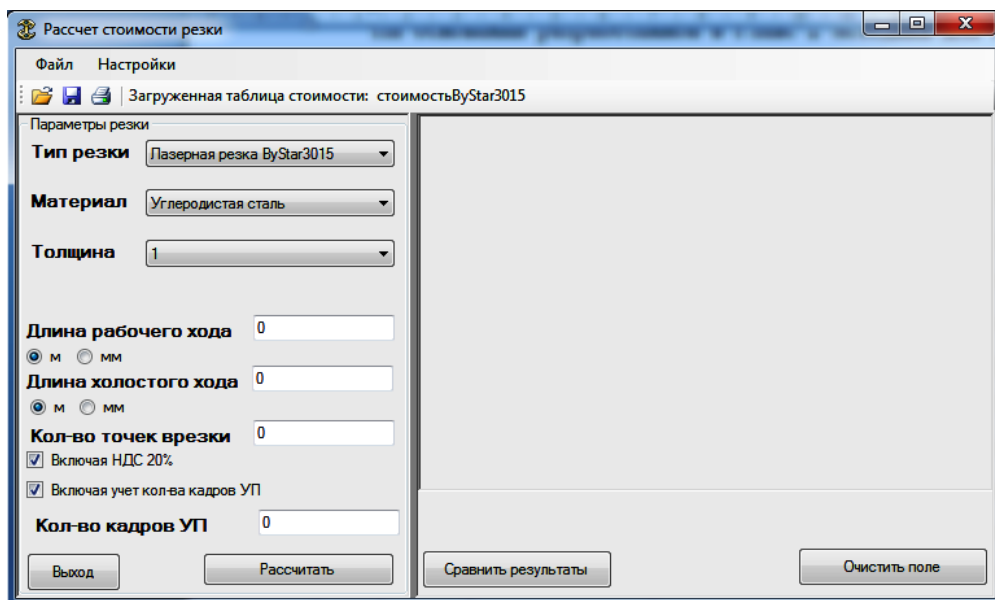 Рассчет стоимости резки
Файл Настройки
Загруженная таблица стоимости: стоимостьByStar3015
Параметры резки
Тип резки Лазерная резка ByStar3015
Материал Углеродистая сталь
Толщина 1
Длина рабочего хода 0
м мм
Длина холостого хода 0
м мм
Кол-во точек врезки 0
Включая НДС 20%
Включая учет кол-ва кадров УП
Кол-во кадров УП 0
Выход Рассчитать Сравнить результаты Очистить поле